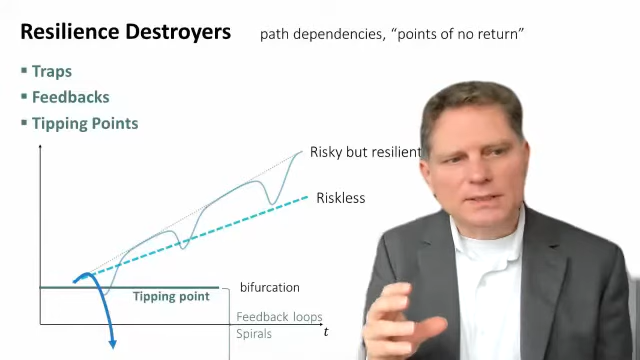 Resilience Destroyers path dependencies, “points of no return”
▪ Traps
▪ Feedbacks
▪ Tipping Points
Risky but resilient
Riskless
bifurcation
Tipping point
Feedback loops
Spirals
t